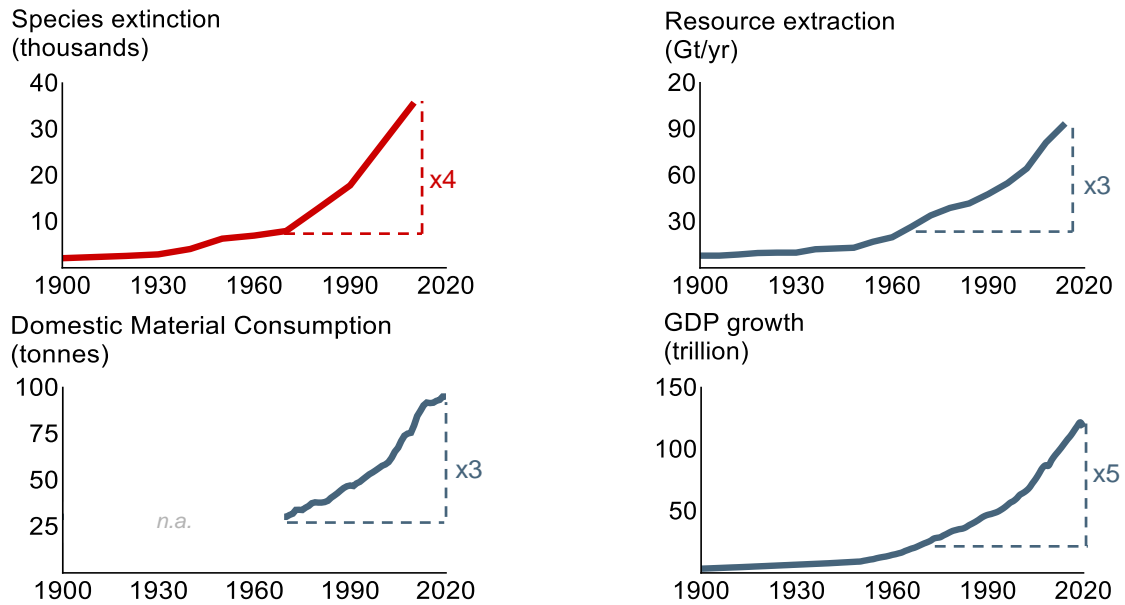 Species extinction
(thousands)
40
30
20
10
1900 1930 1960 1990 2020
x4
Resource extraction
(Gt/yr)
20
90
60
30
1900 1930 1960 1990 2020
x3
Domestic Material Consumption
(tonnes)
100
75
50
25
n.a.
1900 1930 1960 1990 2020
x3
GDP growth
(trillion)
150
100
50
1900 1930 1960 1990 2020
x5